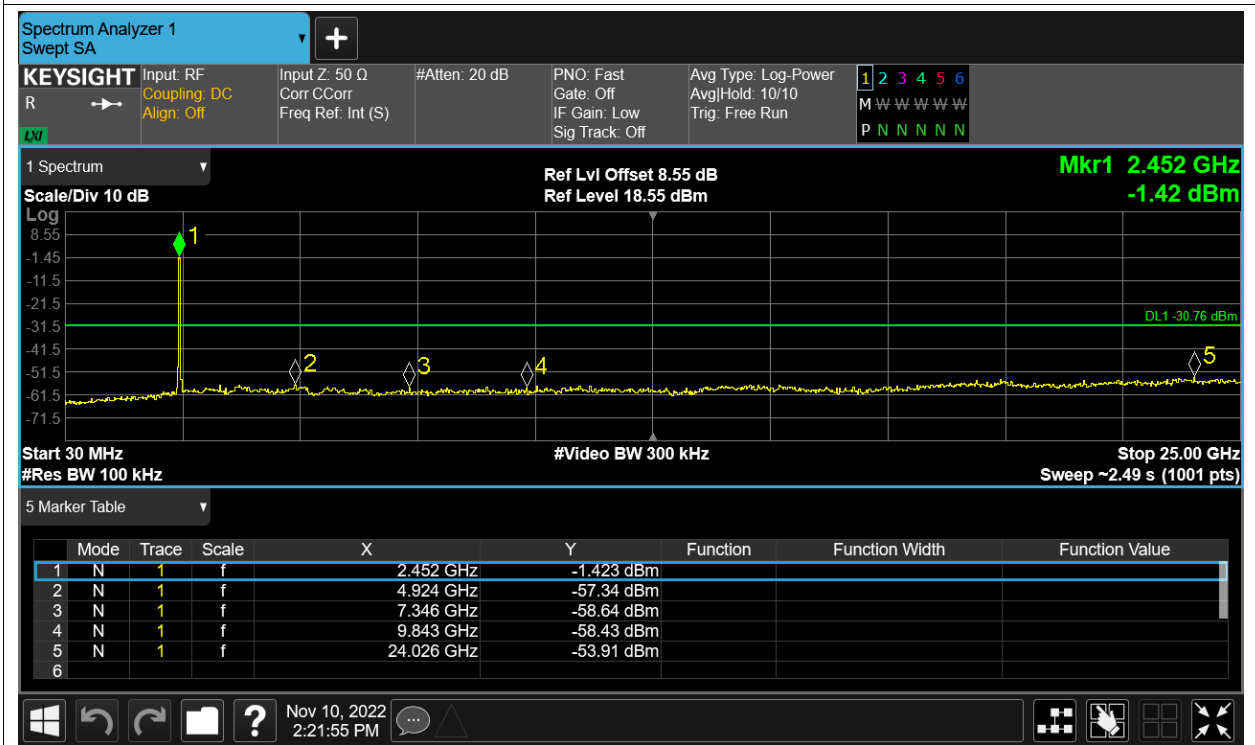 Spectrum Analyzer 1
Swept SA
KEYSIGHT Input: RF Input Z: 50 Ω #Atten: 20 dB PNO: Fast Avg Type: Log-Power 1 2 3 4 5 6
R Coupling: DC Corr CCorr Gate: Off Avg|Hold: 10/10 M W W W W W
Align: Off Freq Ref: Int (S) IF Gain: Low Trig: Free Run
LXI Sig Track: Off P N N N N N
1 Spectrum Ref Lvl Offset 8.55 dB Mkr1 2.452 GHz
Scale/Div 10 dB Ref Level 18.55 dBm -1.42 dBm
Log
8.55 1
-1.45
-11.5
-21.5
DL1 -30.76 dBm
-31.5
-41.5
2 3 4 5
-51.5
-61.5
-71.5
Start 30 MHz #Video BW 300 kHz Stop 25.00 GHz
#Res BW 100 kHz Sweep ~2.49 s (1001 pts)
5 Marker Table
Mode Trace Scale X Y Function Function Width Function Value
1 N 1 f 2.452 GHz -1.423 dBm
2 N 1 f 4.924 GHz -57.34 dBm
3 N 1 f 7.346 GHz -58.64 dBm
4 N 1 f 9.843 GHz -58.43 dBm
5 N 1 f 24.026 GHz -53.91 dBm
6
? Nov 10, 2022
2:21:55 PM